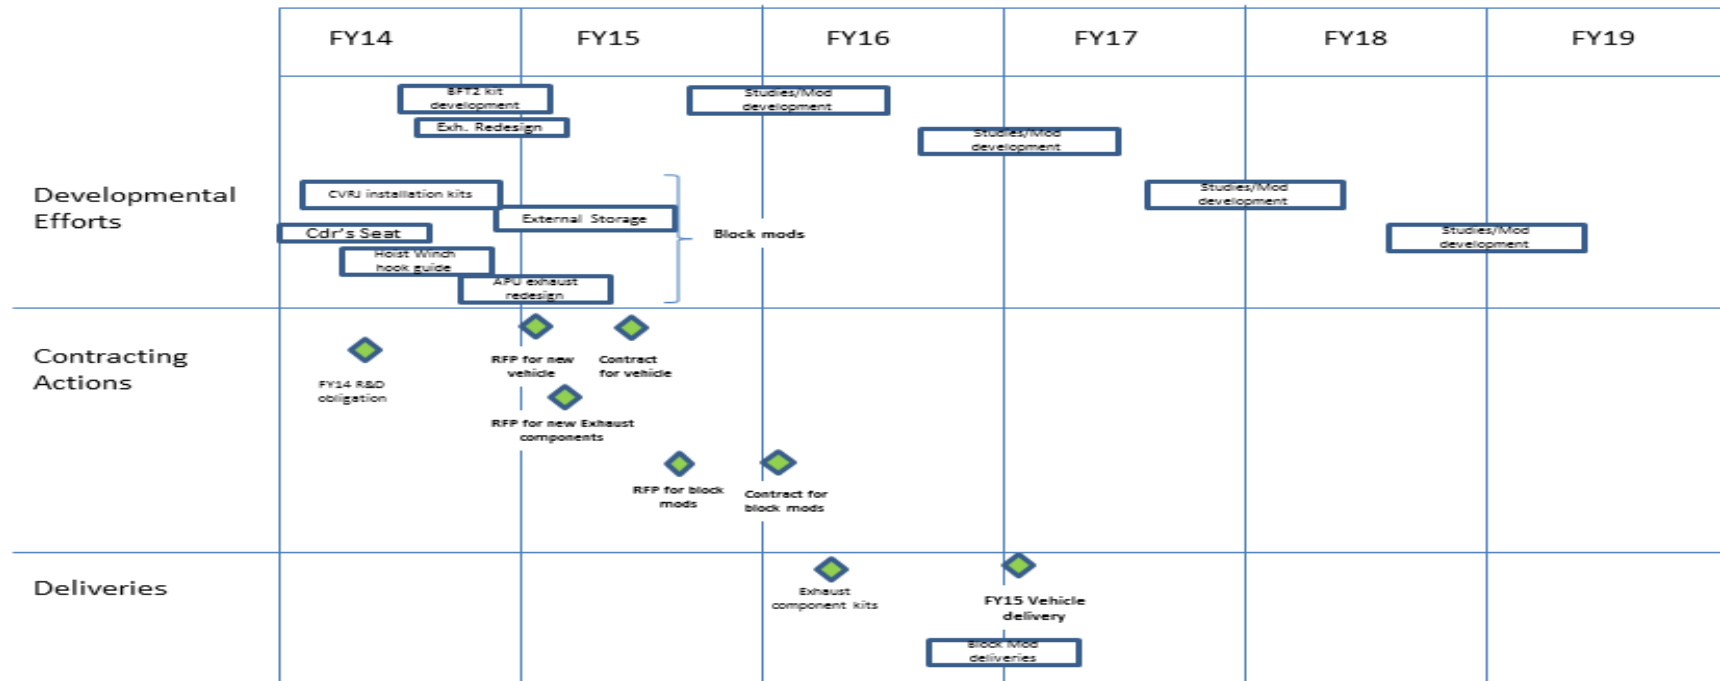 FY14
FY15
FY16
FY17
FY18
FY19
Developmental
Efforts
BFT2 kit
development
Exh. Redesign
Studies/Mod
development
Studies/Mod
development
CVRJ installation kits
Studies/Mod
development
External Storage
Cdr's Seat
Block mods
Studies/Mod
development
Hoist Winch
hook guide
APU exhaust
redesign
Contracting
Actions
FY14 R&D
obligation
RFP for new
vehicle
Contract
for vehicle
RFP for new Exhaust
components
RFP for block
mods
Contract for
block mods
Deliveries
Exhaust
component kits
FY15 Vehicle
delivery
Block Mod
deliveries